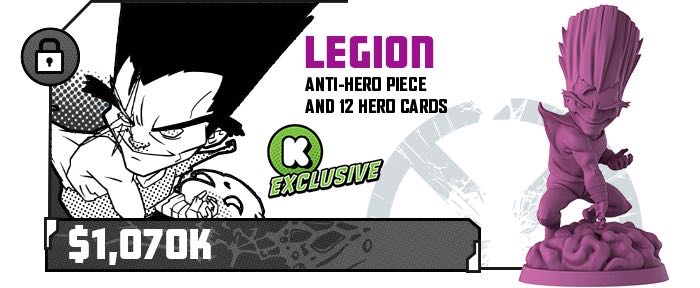 LEGION
ANTI-HERO PIECE
AND 12 HERO CARDS
K
EXCLUSIVE
$1,070K